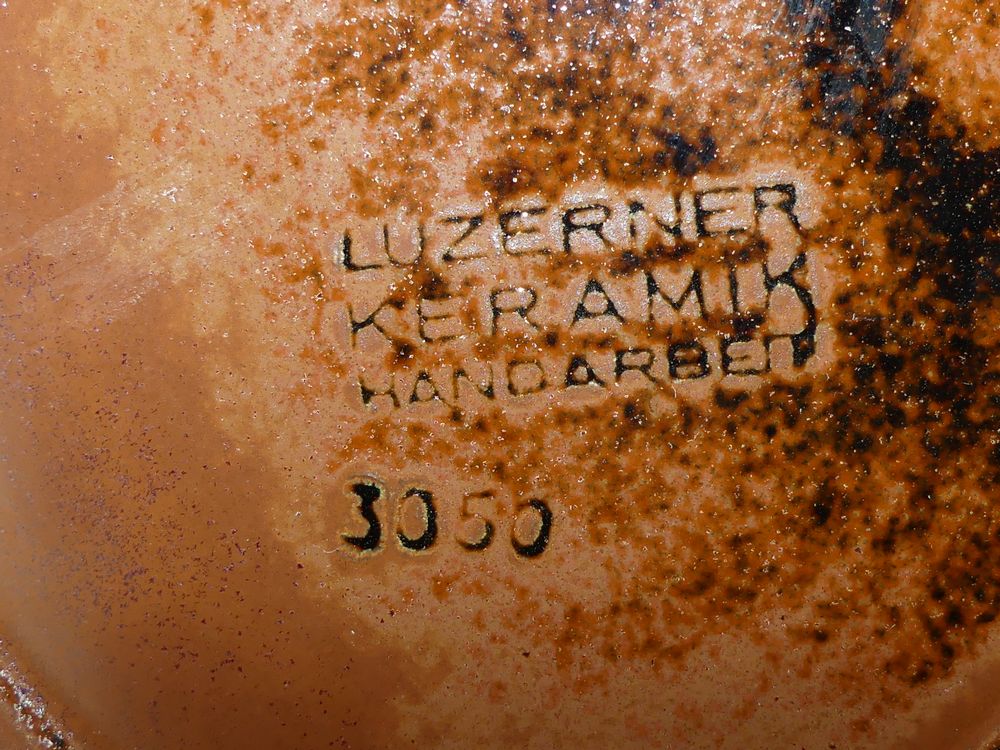 LUZERNER
KERAMIK
HANDARBEIT
3050